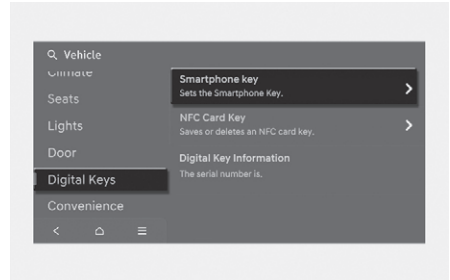 Vehicle
Climate
Seats
Lights
Door
Digital Keys
Convenience
Smartphone key
Sets the Smartphone Key.
NFC Card Key
Saves or deletes an NFC card key.
Digital Key Information
The serial number is.